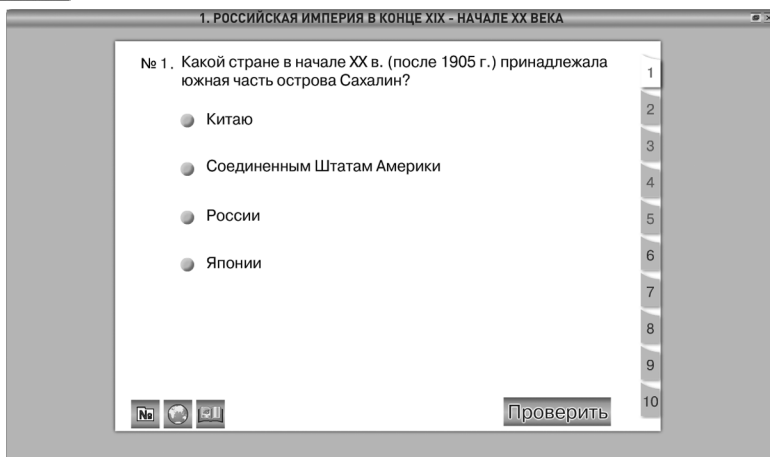 1. РОССИЙСКАЯ ИМПЕРИЯ В КОНЦЕ XIX - НАЧАЛЕ XX ВЕКА
№ 1. Какой стране в начале XX в. (после 1905 г.) принадлежала
южная часть острова Сахалин?
Китаю
Соединенным Штатам Америки
России
Японии
1
2
3
4
5
6
7
8
9
10
№
Проверить